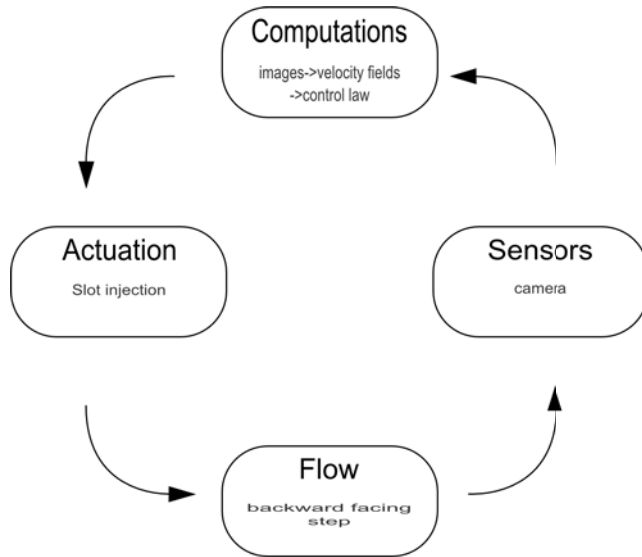 Computations
images->velocity fields
->control law
Actuation
Slot injection
Sensors
camera
Flow
backward facing
step